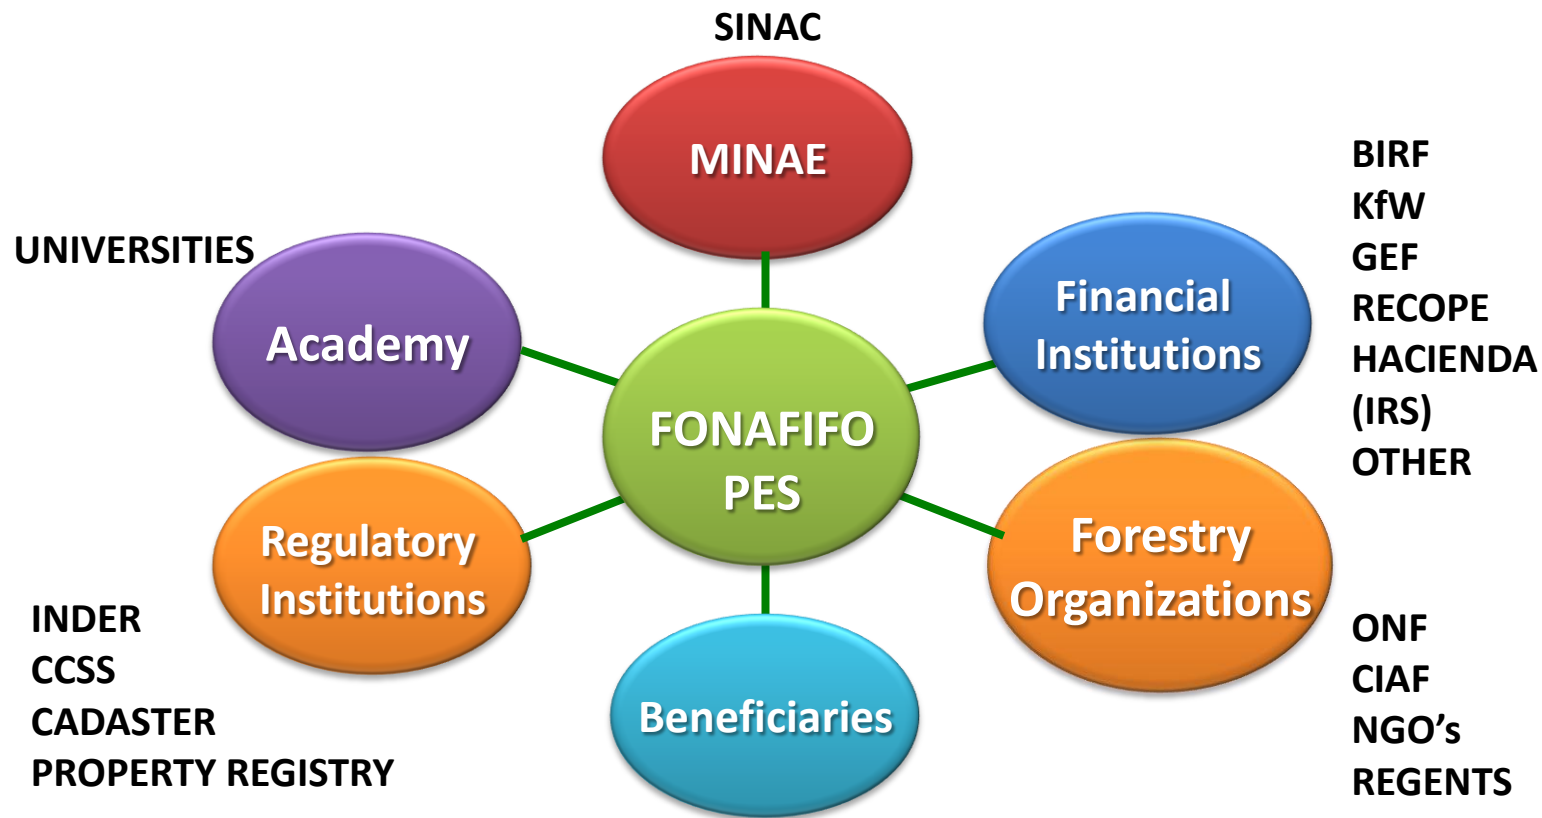 SINAC
MINAE
UNIVERSITIES
Academy
Financial
Institutions
BIRF
KfW
GEF
RECOPE
HACIENDA
(IRS)
OTHER
FONAFIFO
PES
Regulatory
Institutions
INDER
CCSS
CADASTER
PROPERTY REGISTRY
Beneficiaries
Forestry
Organizations
ONF
CIAF
NGO’s
REGENTS